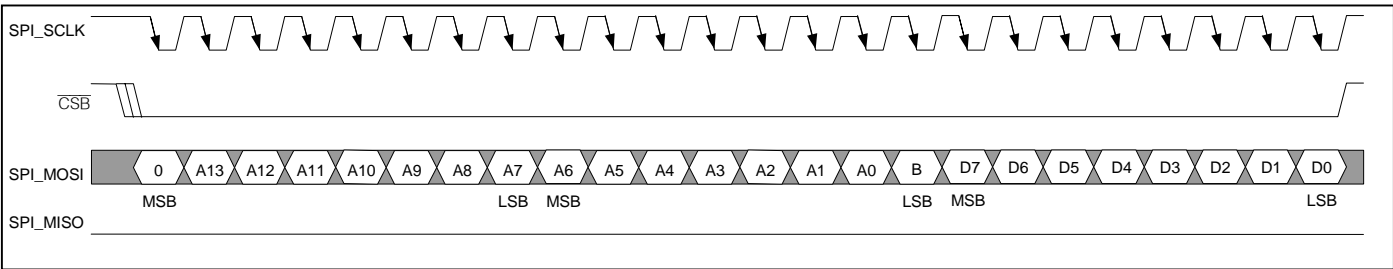 SPI_SCLK
CSB
SPI_MOSI 0 A13 A12 A11 A10 A9 A8 A7 A6 A5 A4 A3 A2 A1 A0 B D7 D6 D5 D4 D3 D2 D1 D0
MSB LSB MSB LSB MSB LSB
SPI_MISO